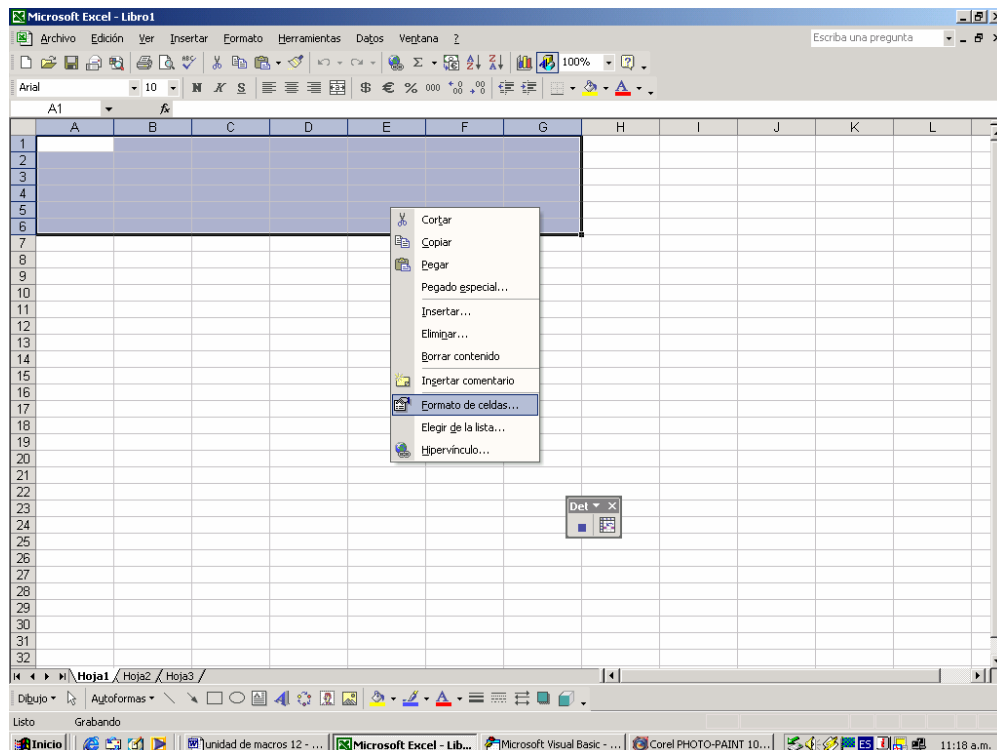 Microsoft Excel - Libro1
Archivo Edición Ver Insertar Formato Herramientas Datos Ventana ? Escriba una pregunta
100%
Arial 10 N K S $ € % 000
A1 fx
A B C D E F G H I J K L
1
2
3
4
5
6
7
8
9
10
11
12
13
14
15
16
17
18
19
20
21
22
23
24
25
26
27
28
29
30
31
32
Cortar
Copiar
Pegar
Pegado especial...
Insertar...
Eliminar...
Borrar contenido
Insertar comentario
Formato de celdas...
Elegir de la lista...
Hipervínculo...
Det
Hoja1 Hoja2 Hoja3
Dibujo Autoformas
Listo Grabando
Inicio unidad de macros 12 - ... Microsoft Excel - Lib... Microsoft Visual Basic - ... Corel PHOTO-PAINT 10... ES 11:18 a.m.